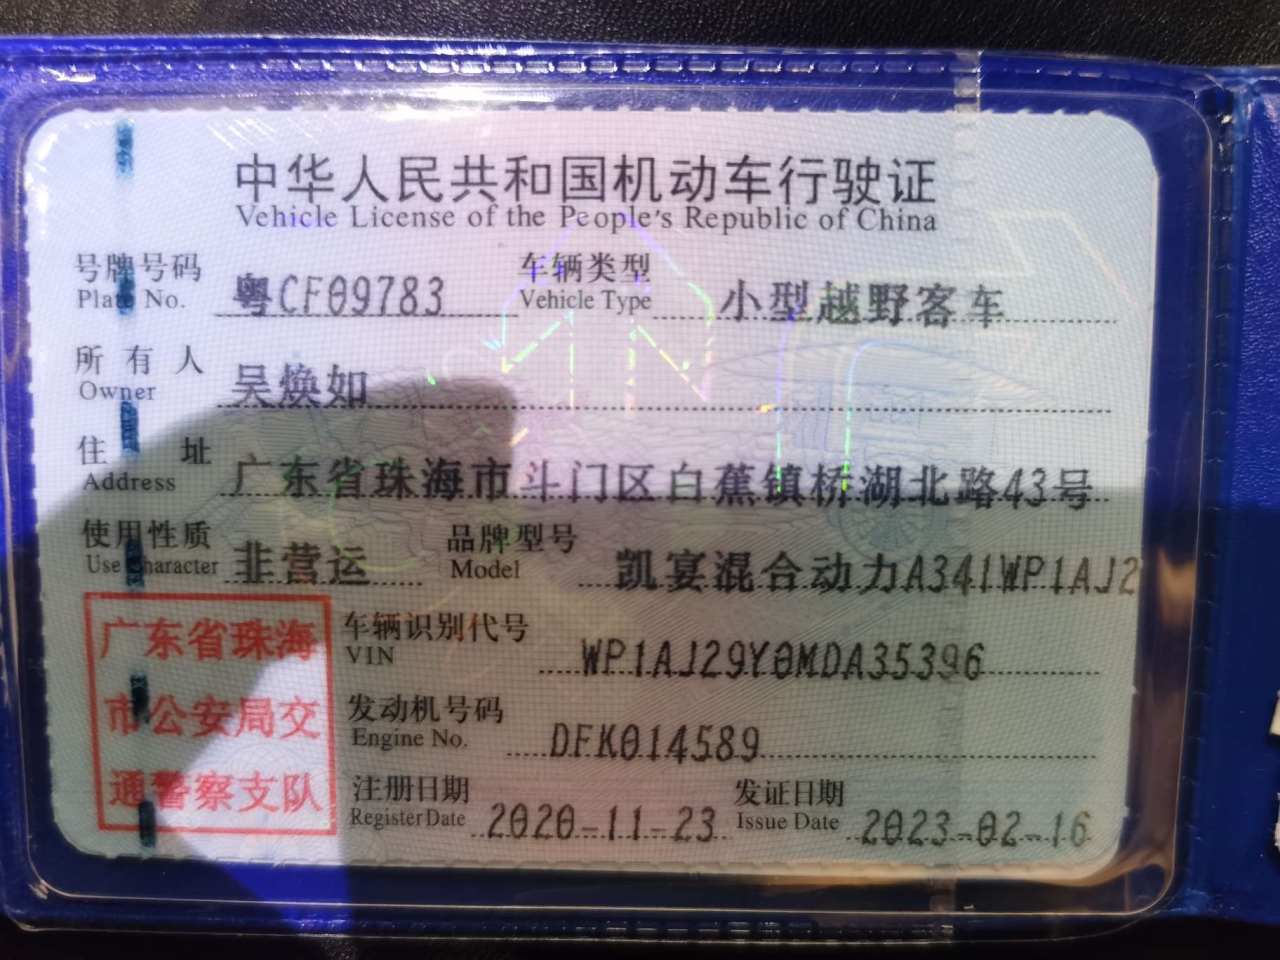 中华人民共和国机动车行驶证
Vehicle License of the People's Republic of China
号牌号码 粤CF09783 车辆类型 小型越野客车
Plate No. Vehicle Type
所有人 吴焕如
Owner
住址 广东省珠海市斗门区白蕉镇桥湖北路43号
Address
使用性质 非营运 品牌型号 凯宴混合动力A341WP1AJ2
Use Character Model
广东省珠海
市公安局交
通警察支队
车辆识别代号 WP1AJ29Y0MDA35396
VIN
发动机号码 DFK014589
Engine No.
注册日期 2020-11-23 发证日期 2023-02-16
Register Date Issue Date